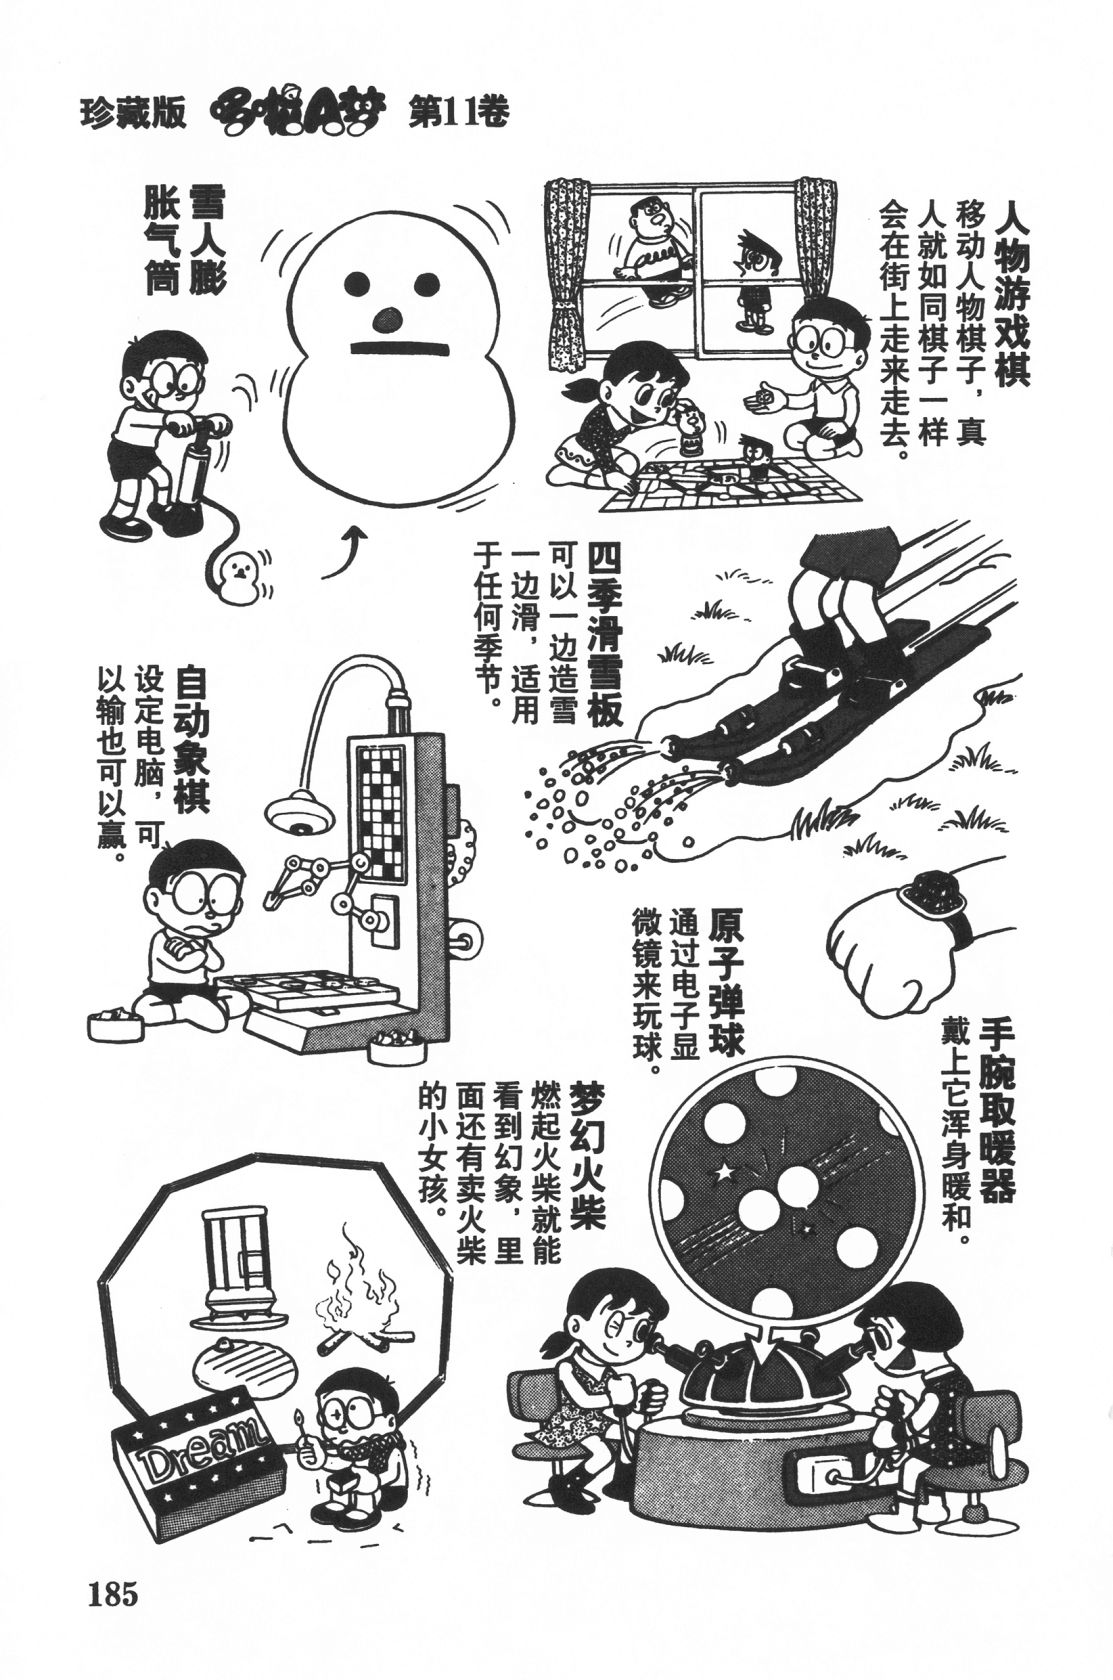 珍藏版 哆啦A梦 第11卷
人物游戏棋
移动人物棋子，真
人就如同棋子一样
会在街上走来走去。
雪人膨
胀气筒
四季滑雪板
可以一边造雪
一边滑，适用
于任何季节。
自动象棋
设定电脑，可
以输也可以赢。
手腕取暖器
戴上它浑身暖和。
原子弹球
通过电子显
微镜来玩球。
梦幻火柴
燃起火柴就能
看到幻象，里
面还有卖火柴
的小女孩。
Dream
185